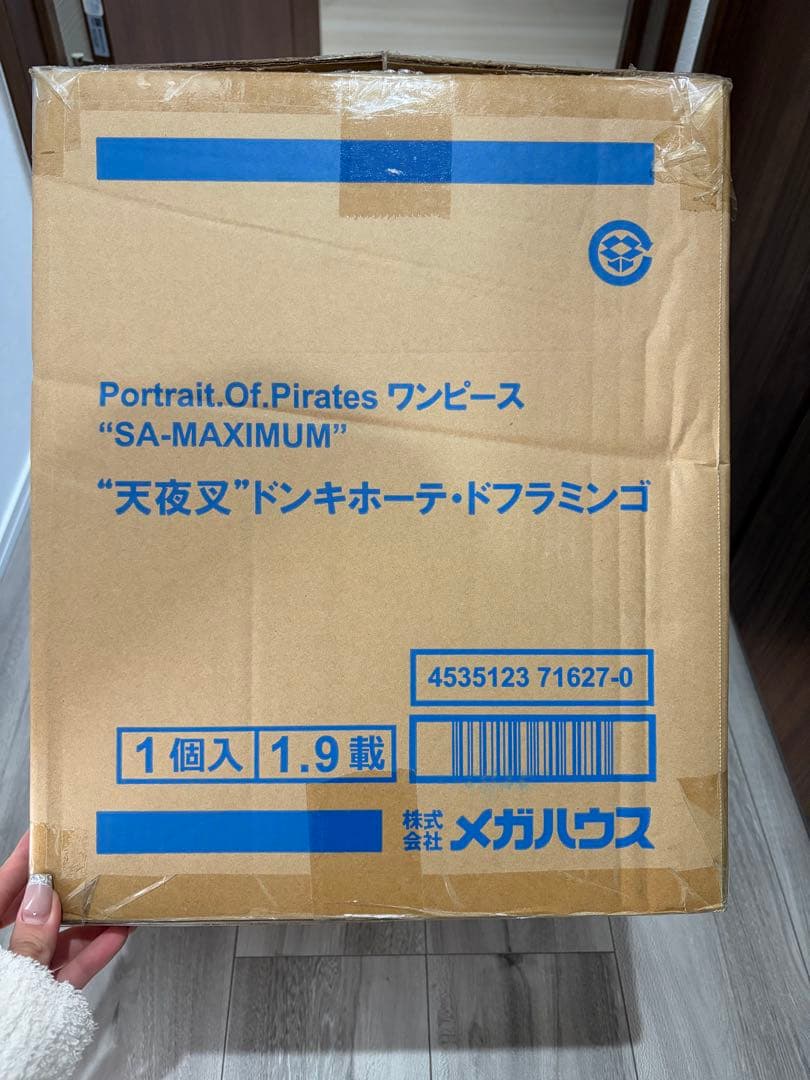 Portrait.Of.Pirates ワンピース
“SA-MAXIMUM”
“天夜叉”ドンキホーテ・ドフラミンゴ
4535123 71627-0
1個入 1.9載
株式会社 メガハウス